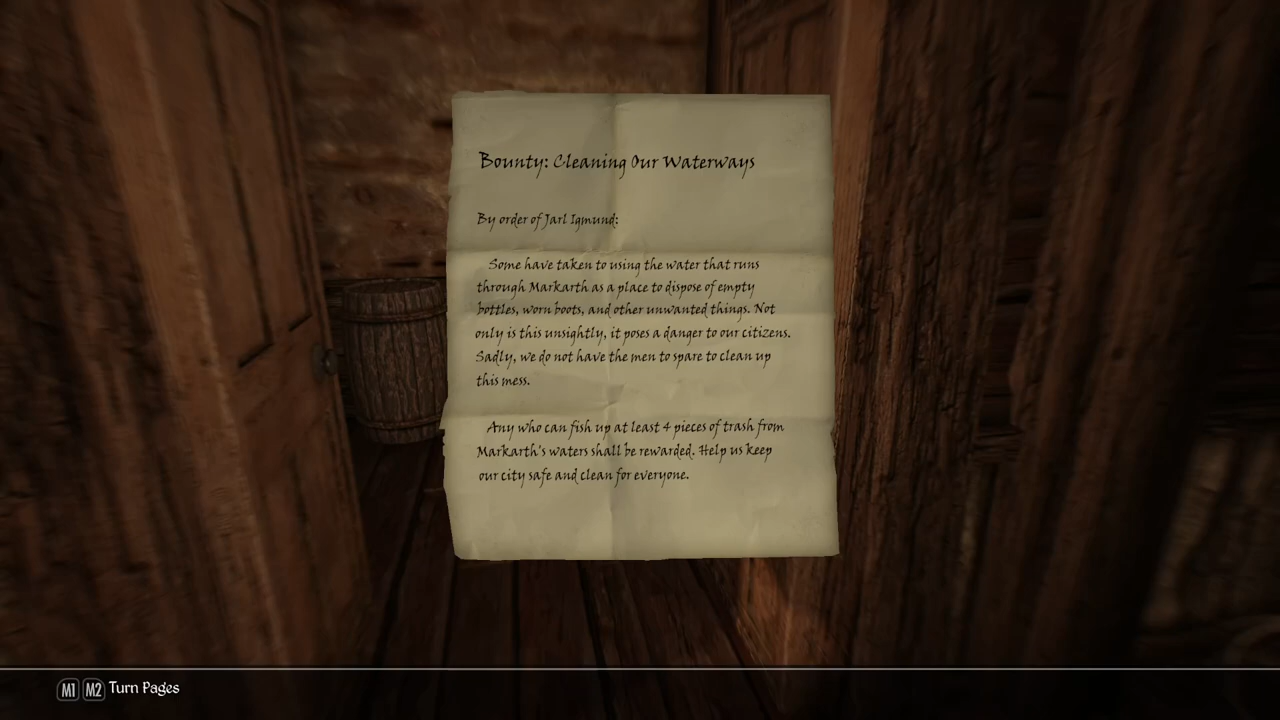 Bounty: Cleaning Our Waterways
By order of Jarl Igmund:
Some have taken to using the water that runs
through Markarth as a place to dispose of empty
bottles, worn boots, and other unwanted things. Not
only is this unsightly, it poses a danger to our citizens.
Sadly, we do not have the men to spare to clean up
this mess.
Any who can fish up at least 4 pieces of trash from
Markarth's waters shall be rewarded. Help us keep
our city safe and clean for everyone.
M1 M2 Turn Pages